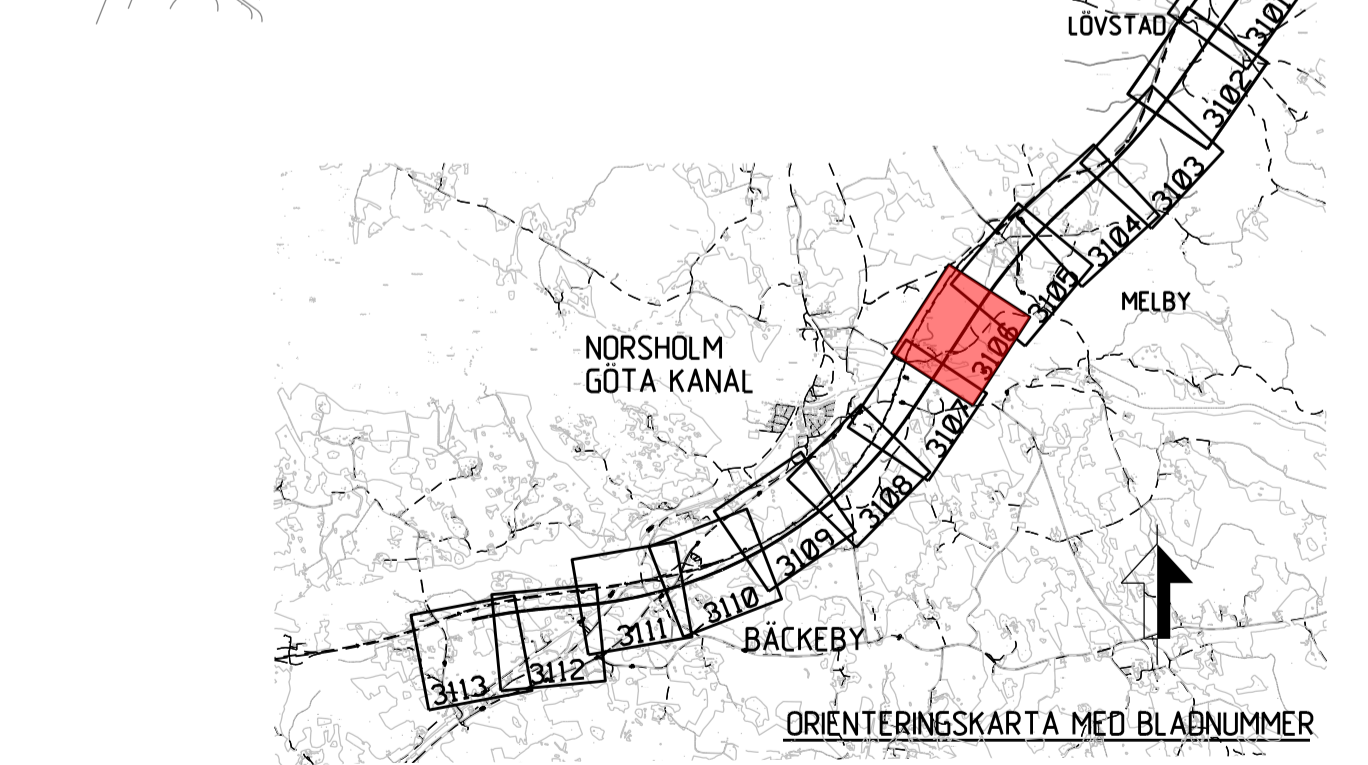 LÖVSTAD
3101
3102
3103
3104
3105
MELBY
3106
NORSHOLM
GÖTA KANAL
3107
3108
3109
3110
BÄCKEBY
3111
3112
3113
ORIENTERINGSKARTA MED BLADNUMMER